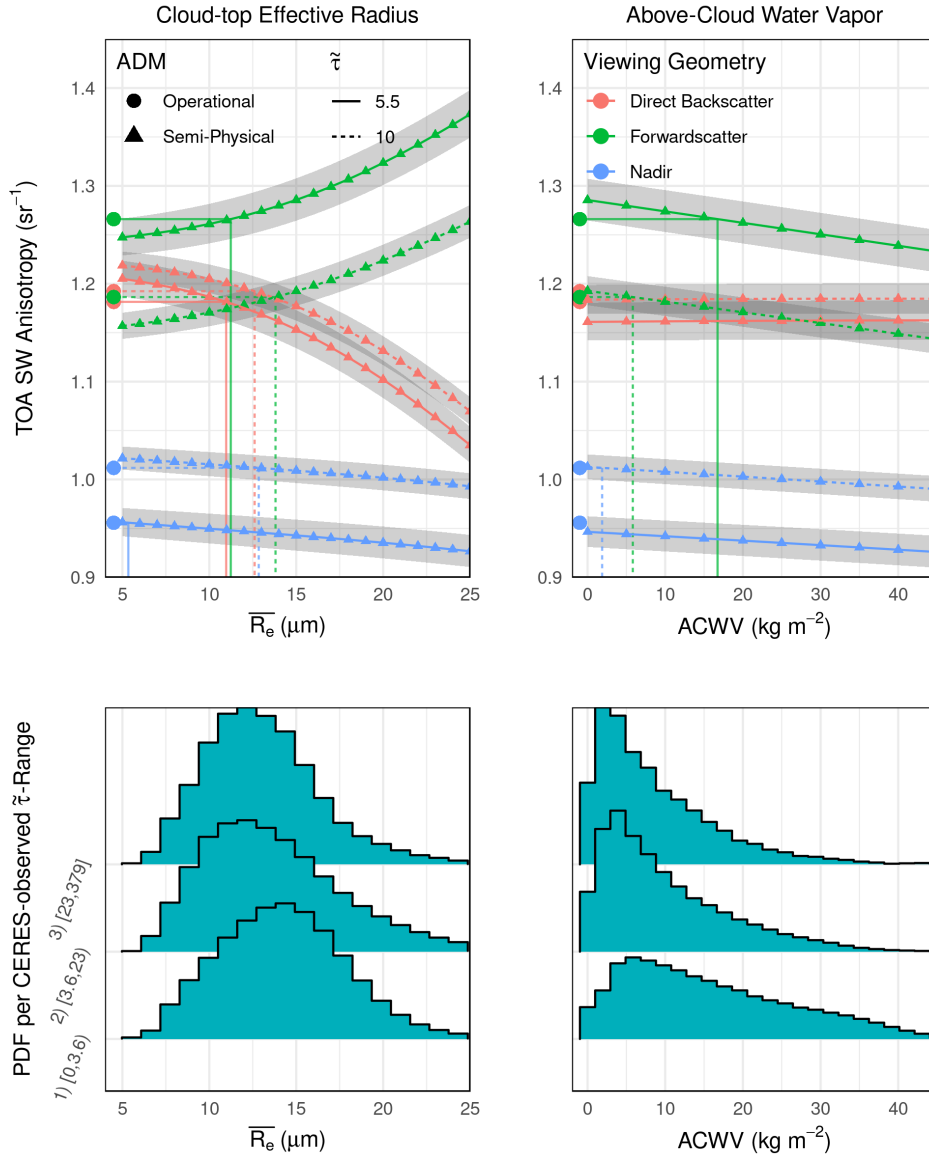 Cloud-top Effective Radius
Above-Cloud Water Vapor
TOA SW Anisotropy (sr⁻¹)
1.4
1.3
1.2
1.1
1.0
0.9
ADM
Operational
Semi-Physical
τ̃
5.5
10
Viewing Geometry
Direct Backscatter
Forwardscatter
Nadir
5 10 15 20 25
R̅ₑ (μm)
0 10 20 30 40
ACWV (kg m⁻²)
PDF per CERES-observed τ̃-Range
3) [23,379]
2) [3.6,23)
1) [0,3.6)
5 10 15 20 25
R̅ₑ (μm)
0 10 20 30 40
ACWV (kg m⁻²)